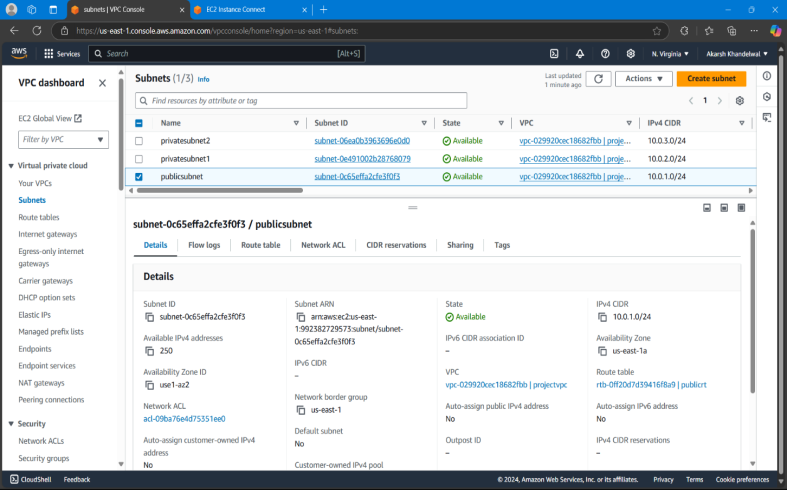 subnets | VPC Console
EC2 Instance Connect
https://us-east-1.console.aws.amazon.com/vpcconsole/home?region=us-east-1#subnets:
aws
Services
Search
[Alt+S]
N. Virginia
Akarsh Khandelwal
VPC dashboard
EC2 Global View
Filter by VPC
Virtual private cloud
Your VPCs
Subnets
Route tables
Internet gateways
Egress-only internet
gateways
Carrier gateways
DHCP option sets
Elastic IPs
Managed prefix lists
Endpoints
Endpoint services
NAT gateways
Peering connections
Security
Network ACLs
Security groups
Subnets (1/3) Info
Last updated
1 minute ago
Actions
Create subnet
Find resources by attribute or tag
1
Name Subnet ID State VPC IPv4 CIDR
privatesubnet2 subnet-06ea0b3963696e0d0 Available vpc-029920cec18682fbb | proje... 10.0.3.0/24
privatesubnet1 subnet-0e491002b28768079 Available vpc-029920cec18682fbb | proje... 10.0.2.0/24
publicsubnet subnet-0c65effa2cfe3f0f3 Available vpc-029920cec18682fbb | proje... 10.0.1.0/24
subnet-0c65effa2cfe3f0f3 / publicsubnet
Details Flow logs Route table Network ACL CIDR reservations Sharing Tags
Details
Subnet ID
subnet-0c65effa2cfe3f0f3
Available IPv4 addresses
250
Availability Zone ID
use1-az2
Network ACL
acl-09ba76e4d75351ee0
Auto-assign customer-owned IPv4
address
No
Subnet ARN
arn:aws:ec2:us-east-
1:992382729573:subnet/subnet-
0c65effa2cfe3f0f3
IPv6 CIDR
–
Network border group
us-east-1
Default subnet
No
Customer-owned IPv4 pool
State
Available
IPv6 CIDR association ID
–
VPC
vpc-029920cec18682fbb | projectvpc
Auto-assign public IPv4 address
No
Outpost ID
–
IPv4 CIDR
10.0.1.0/24
Availability Zone
us-east-1a
Route table
rtb-0ff20d7d39416f8a9 | publicrt
Auto-assign IPv6 address
No
IPv4 CIDR reservations
–
CloudShell
Feedback
© 2024, Amazon Web Services, Inc. or its affiliates.
Privacy
Terms
Cookie preferences